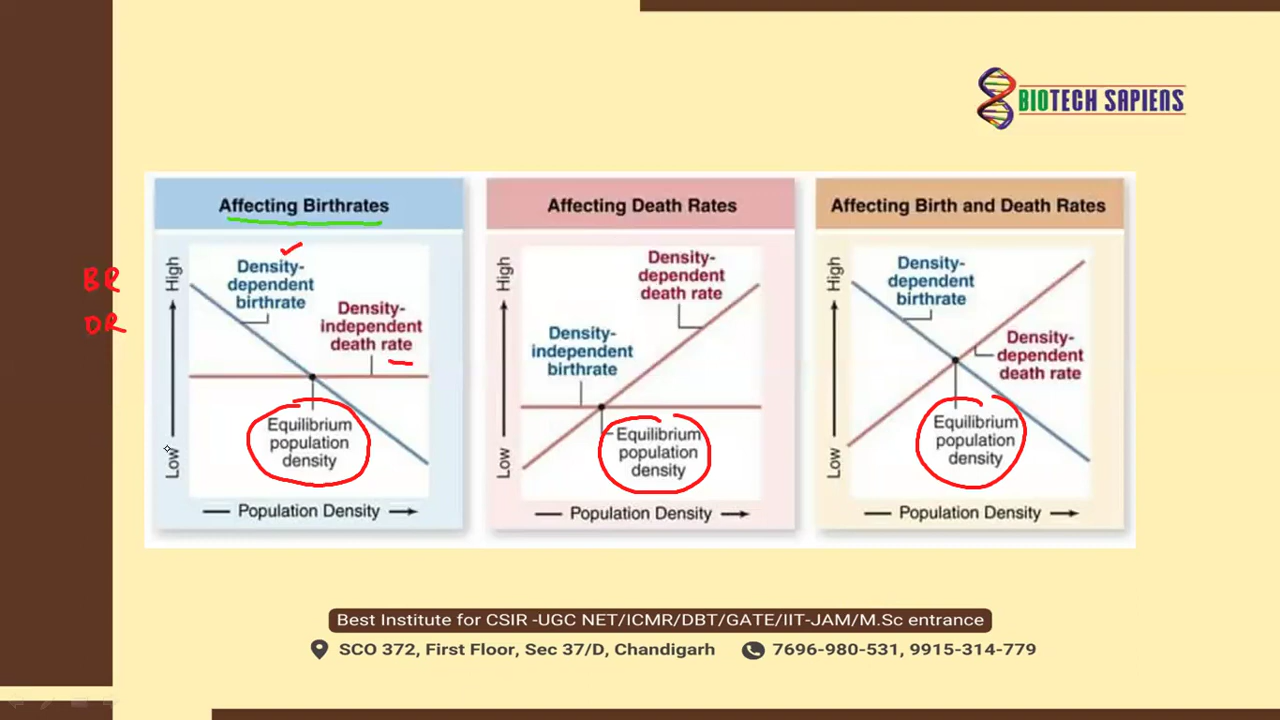 BIOTECH SAPIENS
Affecting Birthrates
Affecting Death Rates
Affecting Birth and Death Rates
BR
DR
High
Low
Density-
dependent
birthrate
Density-
independent
death rate
Equilibrium
population
density
Population Density
High
Low
Density-
dependent
death rate
Density-
independent
birthrate
Equilibrium
population
density
Population Density
High
Low
Density-
dependent
birthrate
Density-
dependent
death rate
Equilibrium
population
density
Population Density
Best Institute for CSIR -UGC NET/ICMR/DBT/GATE/IIT-JAM/M.Sc entrance
SCO 372, First Floor, Sec 37/D, Chandigarh
7696-980-531, 9915-314-779